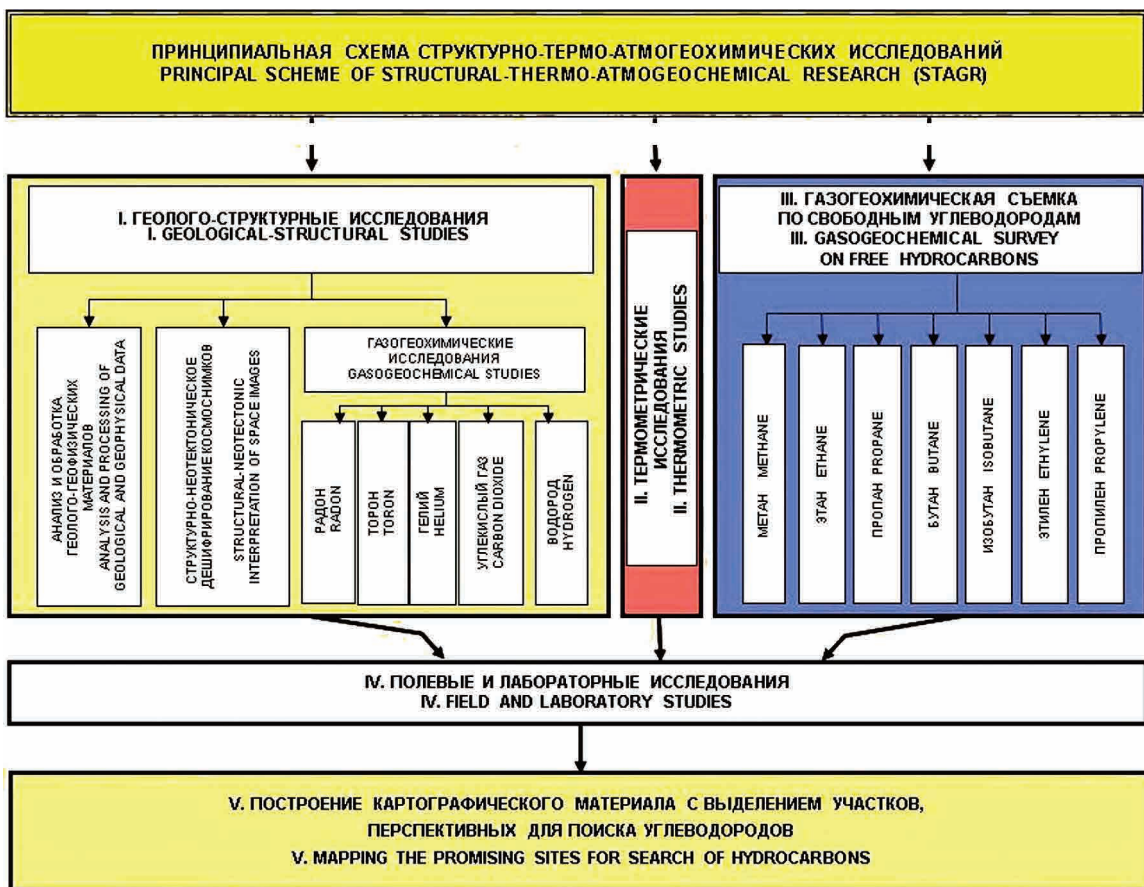 ПРИНЦИПИАЛЬНАЯ СХЕМА СТРУКТУРНО-ТЕРМО-АТМОГЕОХИМИЧЕСКИХ ИССЛЕДОВАНИЙ
PRINCIPAL SCHEME OF STRUCTURAL-THERMO-ATMOGEOCHEMICAL RESEARCH (STAGR)
I. ГЕОЛОГО-СТРУКТУРНЫЕ ИССЛЕДОВАНИЯ
I. GEOLOGICAL-STRUCTURAL STUDIES
АНАЛИЗ И ОБРАБОТКА
ГЕОЛОГО-ГЕОФИЗИЧЕСКИХ
МАТЕРИАЛОВ
ANALYSIS AND PROCESSING OF
GEOLOGICAL AND GEOPHYSICAL DATA
СТРУКТУРНО-НЕОТЕКТОНИЧЕСКОЕ
ДЕШИФРИРОВАНИЕ КОСМОСНИМКОВ
STRUCTURAL-NEOTECTONIC
INTERPRETATION OF SPACE IMAGES
ГАЗОГЕОХИМИЧЕСКИЕ
ИССЛЕДОВАНИЯ
GASOGEOCHEMICAL STUDIES
РАДОН
RADON
ТОРОН
TORON
ГЕЛИЙ
HELIUM
УГЛЕКИСЛЫЙ ГАЗ
CARBON DIOXIDE
ВОДОРОД
HYDROGEN
II. ТЕРМОМЕТРИЧЕСКИЕ
ИССЛЕДОВАНИЯ
II. THERMOMETRIC STUDIES
III. ГАЗОГЕОХИМИЧЕСКАЯ СЪЕМКА
ПО СВОБОДНЫМ УГЛЕВОДОРОДАМ
III. GASOGEOCHEMICAL SURVEY
ON FREE HYDROCARBONS
МЕТАН METHANE
ЭТАН ETHANE
ПРОПАН PROPANE
БУТАН BUTANE
ИЗОБУТАН ISOBUTANE
ЭТИЛЕН ETHYLENE
ПРОПИЛЕН PROPYLENE
IV. ПОЛЕВЫЕ И ЛАБОРАТОРНЫЕ ИССЛЕДОВАНИЯ
IV. FIELD AND LABORATORY STUDIES
V. ПОСТРОЕНИЕ КАРТОГРАФИЧЕСКОГО МАТЕРИАЛА С ВЫДЕЛЕНИЕМ УЧАСТКОВ,
ПЕРСПЕКТИВНЫХ ДЛЯ ПОИСКА УГЛЕВОДОРОДОВ
V. MAPPING THE PROMISING SITES FOR SEARCH OF HYDROCARBONS